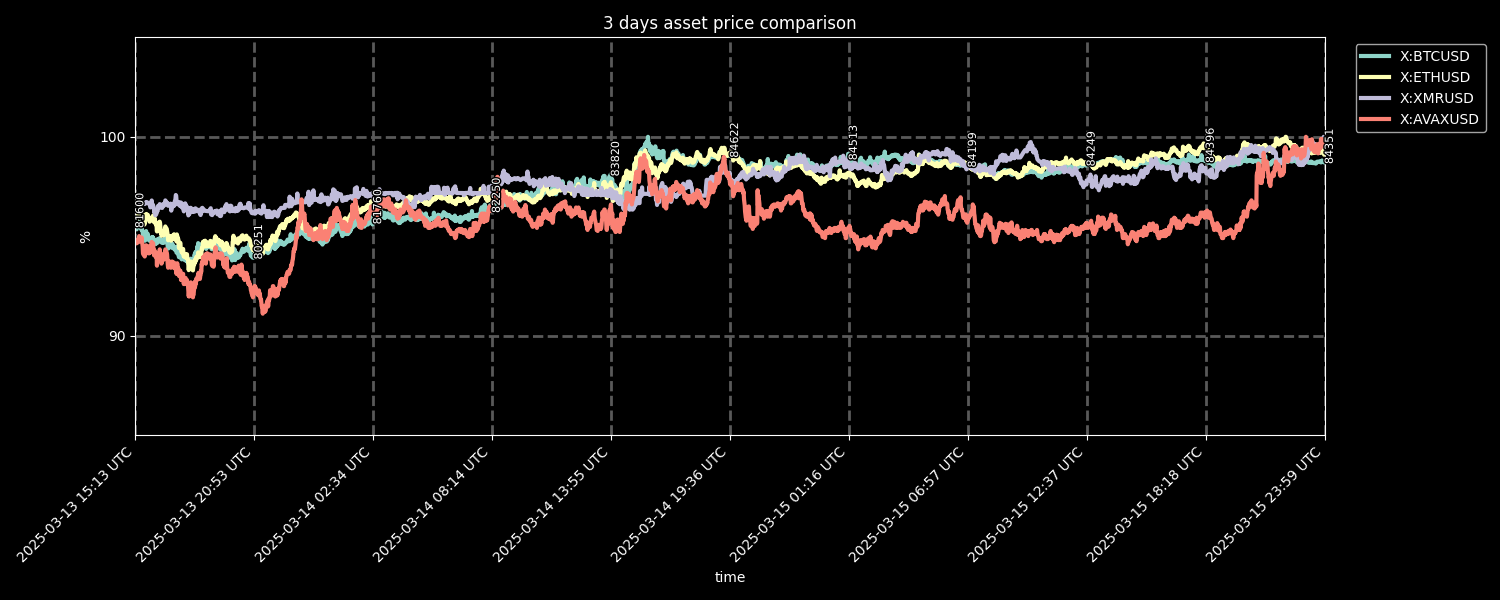 3 days asset price comparison
X:BTCUSD
X:ETHUSD
X:XMRUSD
X:AVAXUSD
%
100
90
81600
80251
81760
82250
83820
84622
84513
84199
84249
84396
84351
2025-03-13 15:13 UTC
2025-03-13 20:53 UTC
2025-03-14 02:34 UTC
2025-03-14 08:14 UTC
2025-03-14 13:55 UTC
2025-03-14 19:36 UTC
2025-03-15 01:16 UTC
2025-03-15 06:57 UTC
2025-03-15 12:37 UTC
2025-03-15 18:18 UTC
2025-03-15 23:59 UTC
time